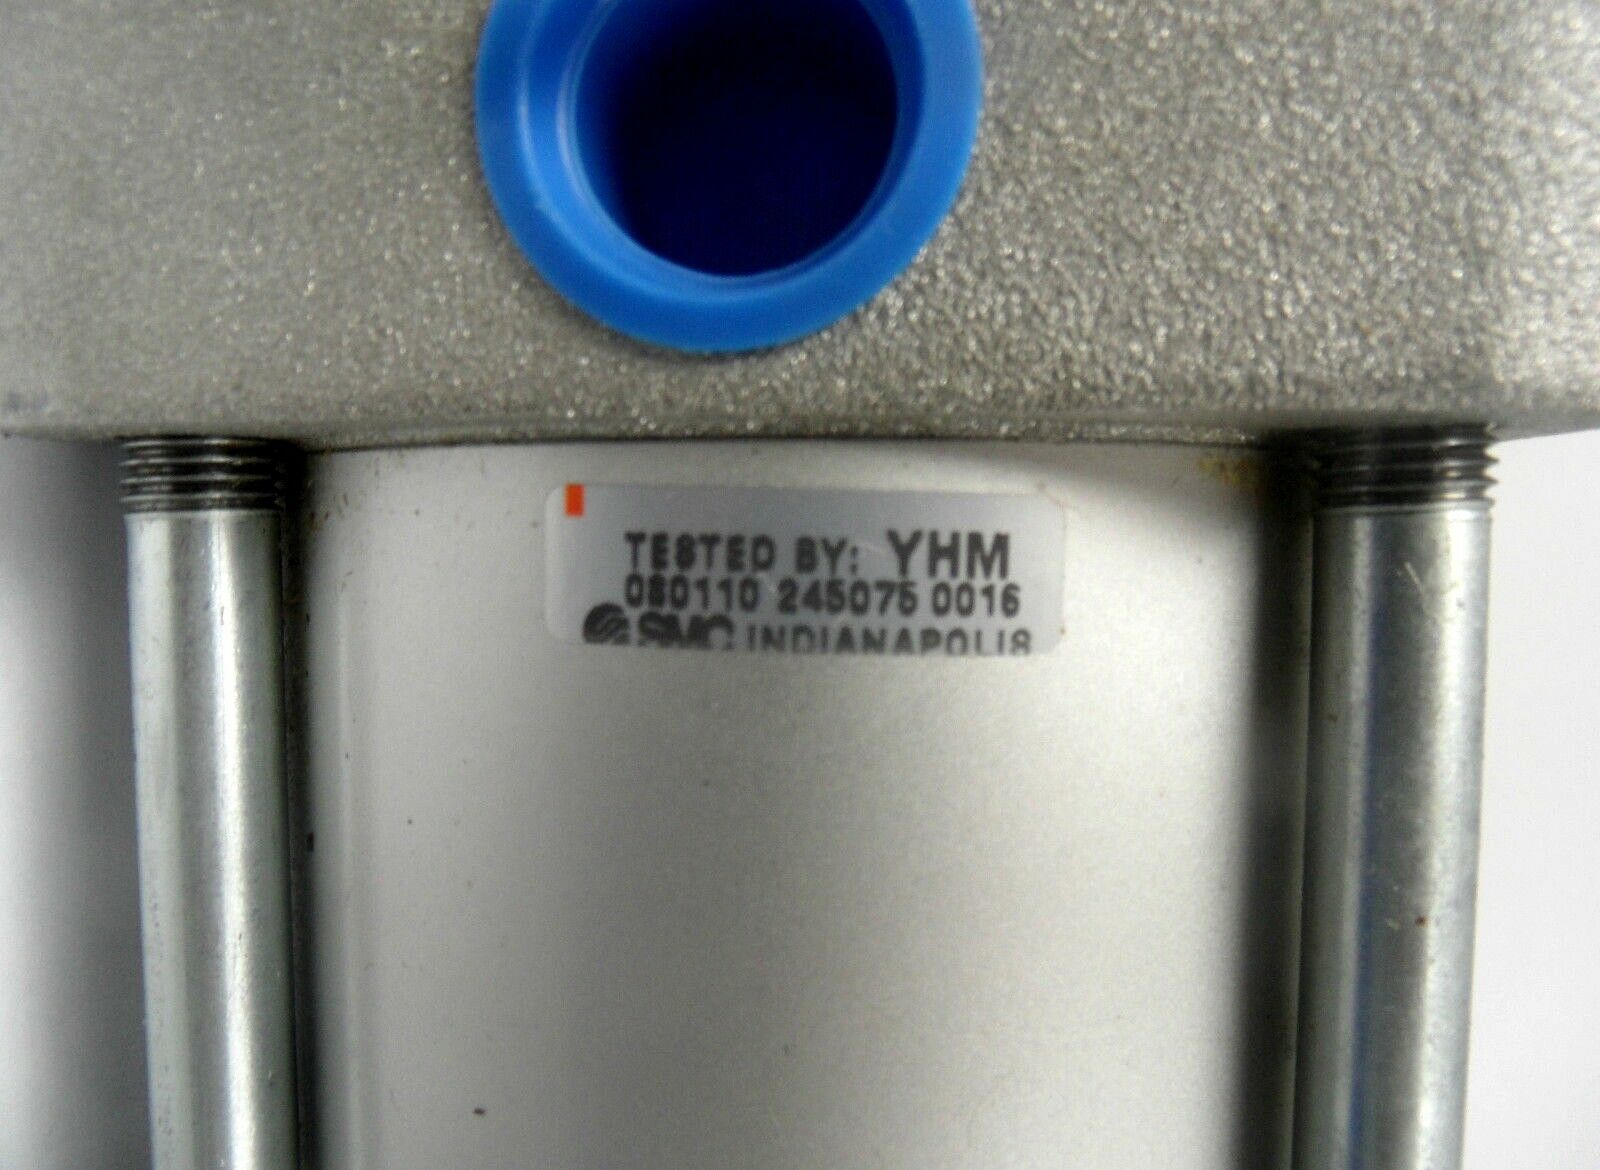 TESTED BY: YHM
080110 245075 0016
SMC INDIANAPOLIS